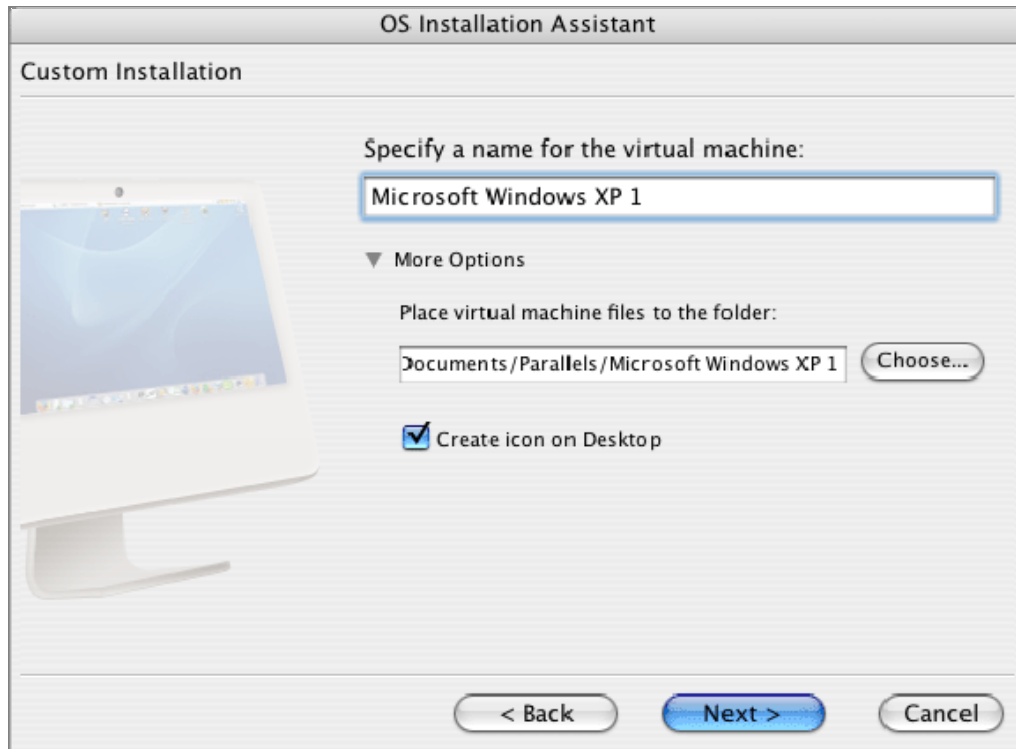 OS Installation Assistant
Custom Installation
Specify a name for the virtual machine:
Microsoft Windows XP 1
More Options
Place virtual machine files to the folder:
Documents/Parallels/Microsoft Windows XP 1
Choose...
Create icon on Desktop
< Back
Next >
Cancel